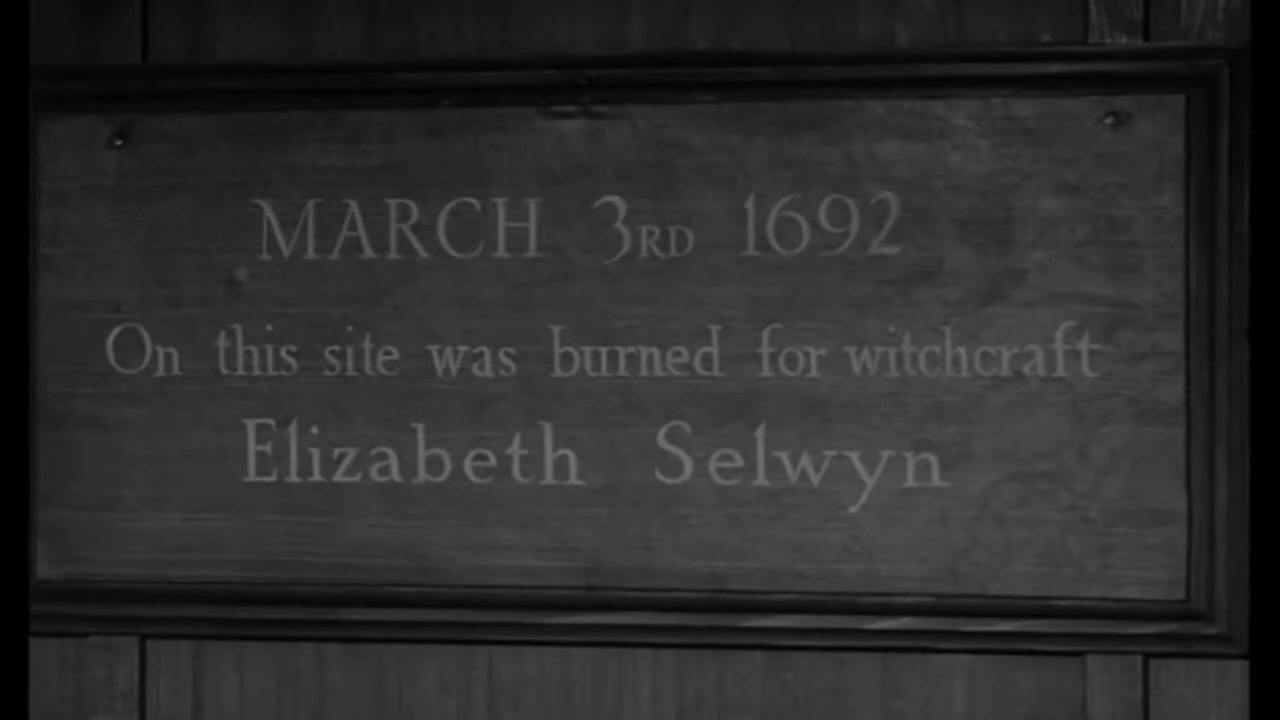 MARCH 3RD 1692
On this site was burned for witchcraft
Elizabeth Selwyn